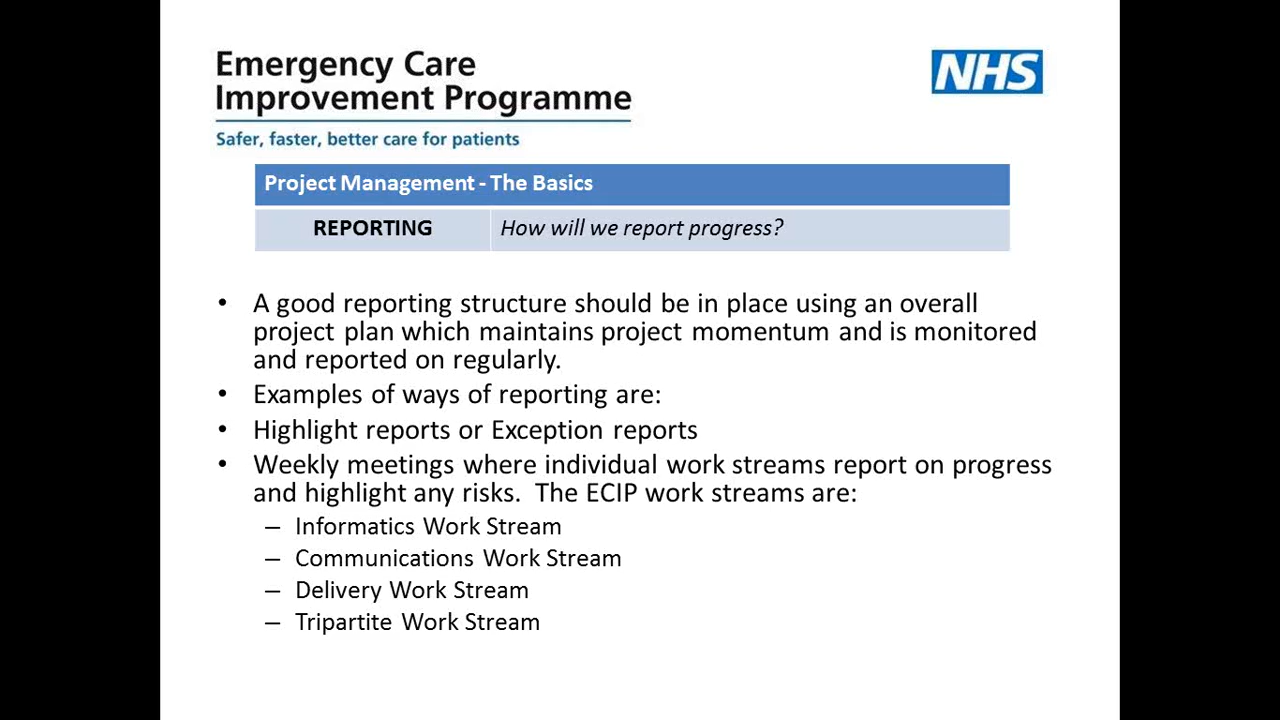 Emergency Care
Improvement Programme
NHS
Safer, faster, better care for patients
Project Management - The Basics
REPORTING How will we report progress?
• A good reporting structure should be in place using an overall
project plan which maintains project momentum and is monitored
and reported on regularly.
• Examples of ways of reporting are:
• Highlight reports or Exception reports
• Weekly meetings where individual work streams report on progress
and highlight any risks.  The ECIP work streams are:
– Informatics Work Stream
– Communications Work Stream
– Delivery Work Stream
– Tripartite Work Stream